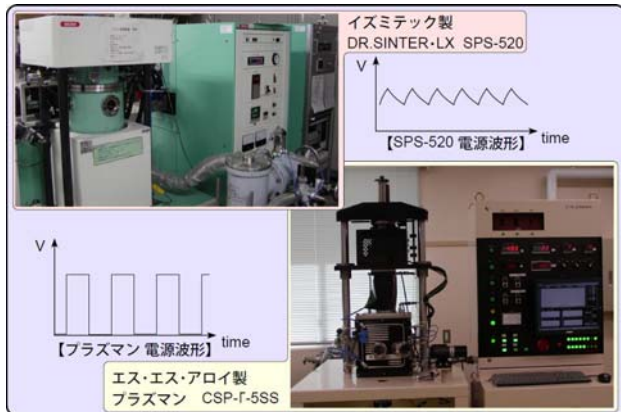 イズミテック製
DR.SINTER・LX SPS-520
V
time
【SPS-520 電源波形】
V
time
【プラズマン 電源波形】
エス・エス・アロイ製
プラズマン CSP-Γ-5SS